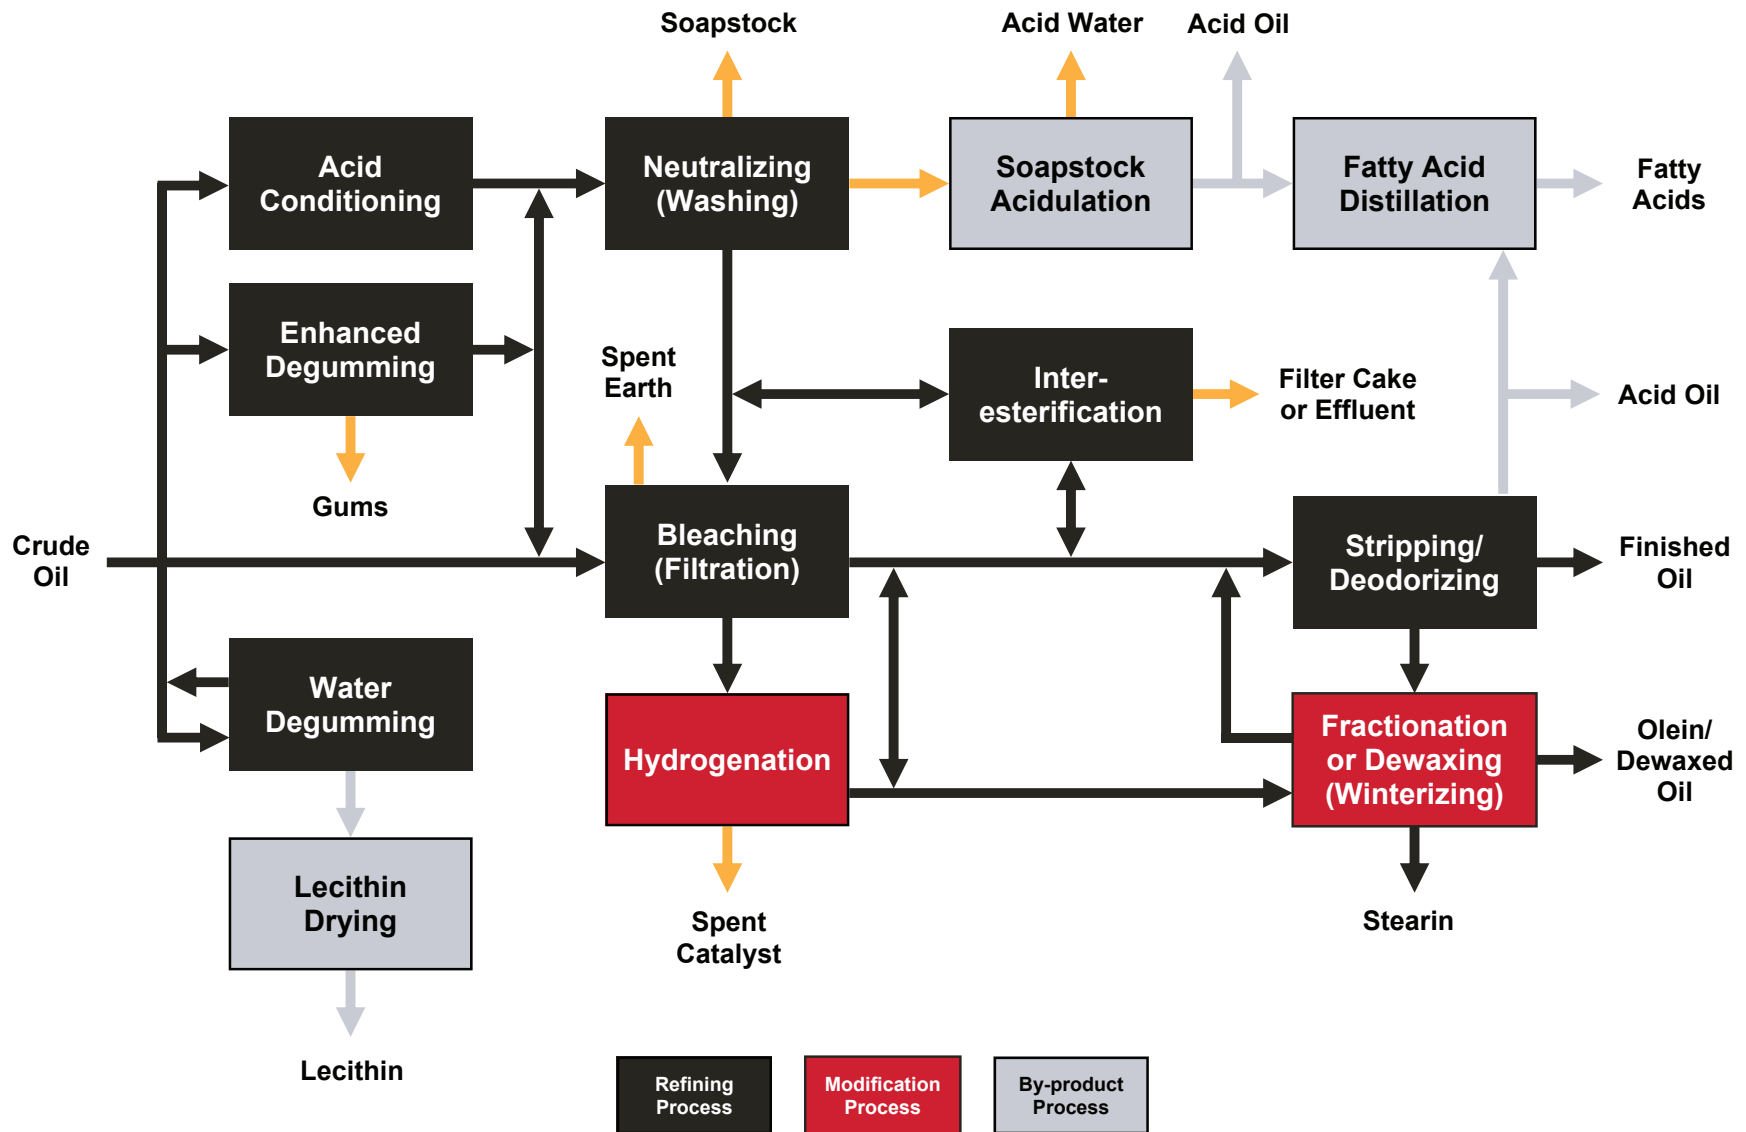 Soapstock
Acid Water
Acid Oil
Acid
Conditioning
Neutralizing
(Washing)
Soapstock
Acidulation
Fatty Acid
Distillation
Fatty
Acids
Enhanced
Degumming
Spent
Earth
Inter-
esterification
Filter Cake
or Effluent
Acid Oil
Gums
Crude
Oil
Bleaching
(Filtration)
Stripping/
Deodorizing
Finished
Oil
Water
Degumming
Hydrogenation
Fractionation
or Dewaxing
(Winterizing)
Olein/
Dewaxed
Oil
Lecithin
Drying
Spent
Catalyst
Stearin
Lecithin
Refining
Process
Modification
Process
By-product
Process